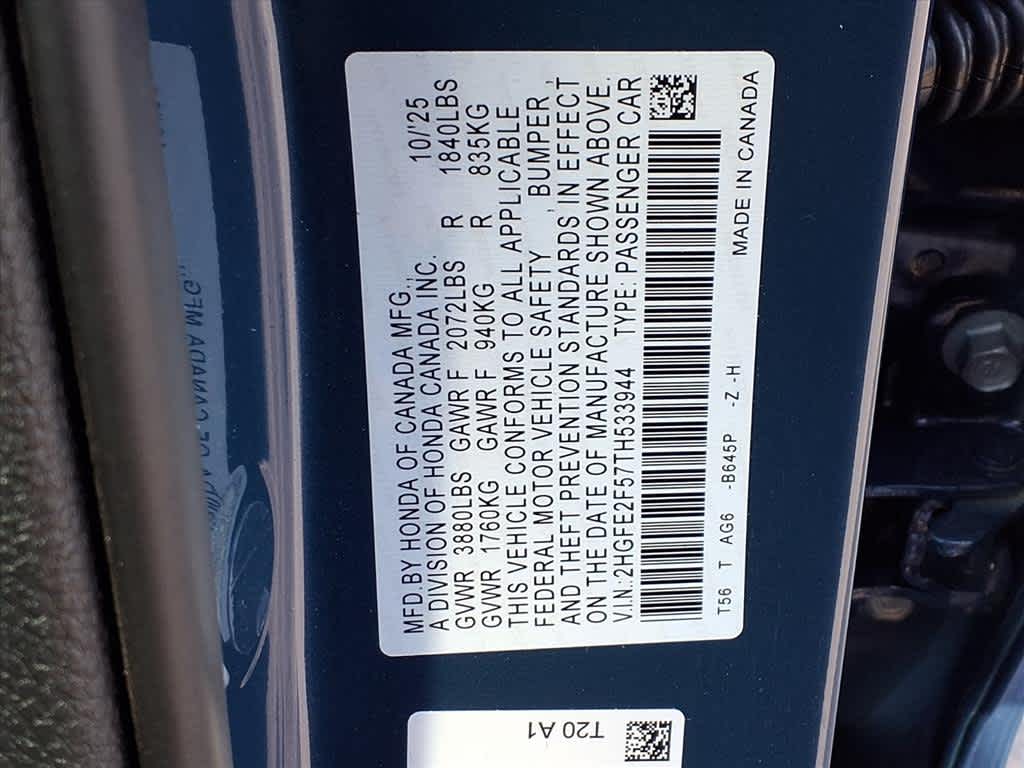 MFD.BY HONDA OF CANADA MFG., 10/'25
A DIVISION OF HONDA CANADA INC.
GVWR 3880LBS GAWR F 2072LBS R 1840LBS
GVWR 1760KG GAWR F 940KG R 835KG
THIS VEHICLE CONFORMS TO ALL APPLICABLE
FEDERAL MOTOR VEHICLE SAFETY , BUMPER ,
AND THEFT PREVENTION STANDARDS IN EFFECT
ON THE DATE OF MANUFACTURE SHOWN ABOVE.
V.I.N.:2HGFE2F57TH533944 TYPE: PASSENGER CAR
T56 T AG6 -B645P -Z -H
MADE IN CANADA
T20 A1